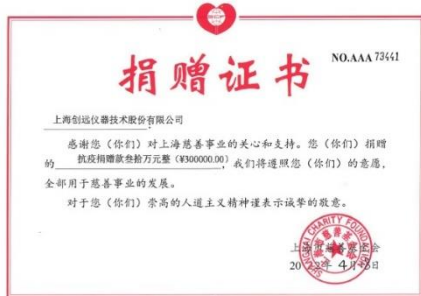 捐赠证书
NO.AAA 73441
上海创远仪器技术股份有限公司
感谢您（你们）对上海慈善事业的关心和支持。您（你们）捐赠
的 抗疫捐赠款叁拾万元整（¥300000.00），我们将遵照您（你们）的意愿，
全部用于慈善事业的发展。
对于您（你们）崇高的人道主义精神谨表示诚挚的敬意。
SHANGHAI CHARITY FOUNDATION